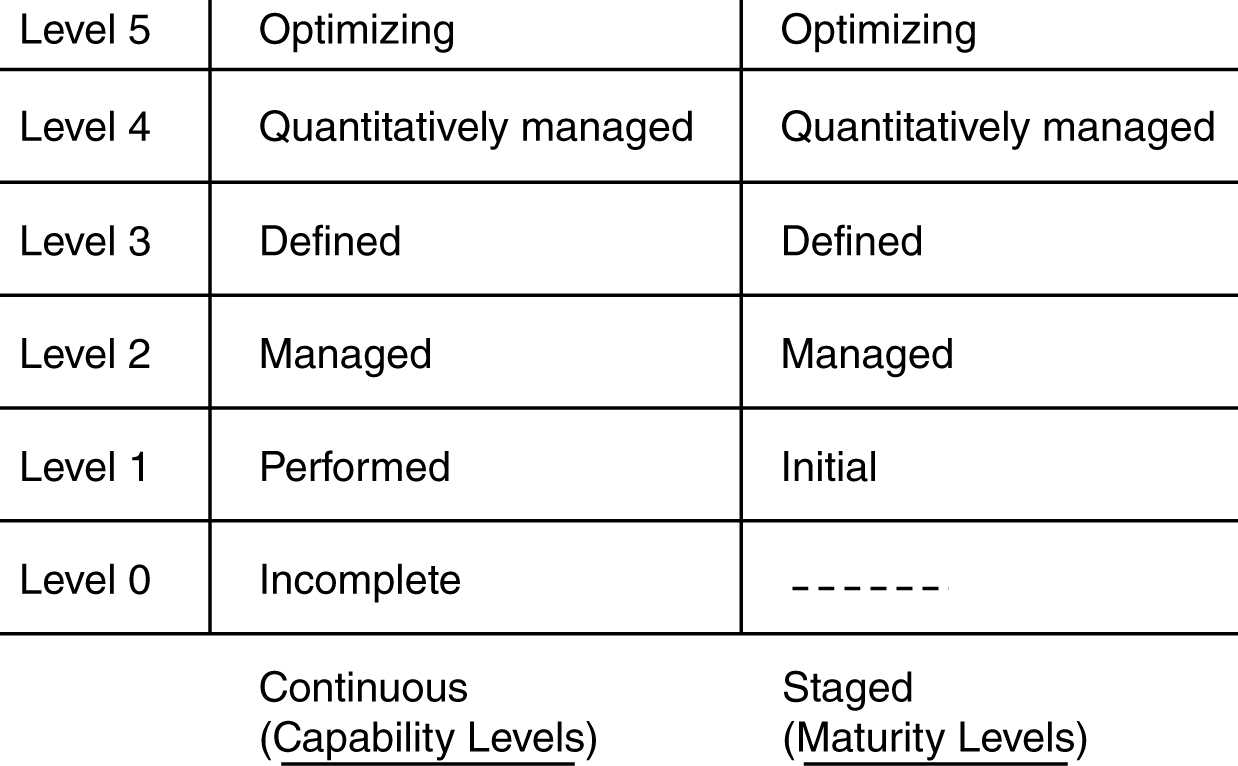 Level 5 Optimizing Optimizing
Level 4 Quantitatively managed Quantitatively managed
Level 3 Defined Defined
Level 2 Managed Managed
Level 1 Performed Initial
Level 0 Incomplete ------
Continuous Staged
(Capability Levels) (Maturity Levels)